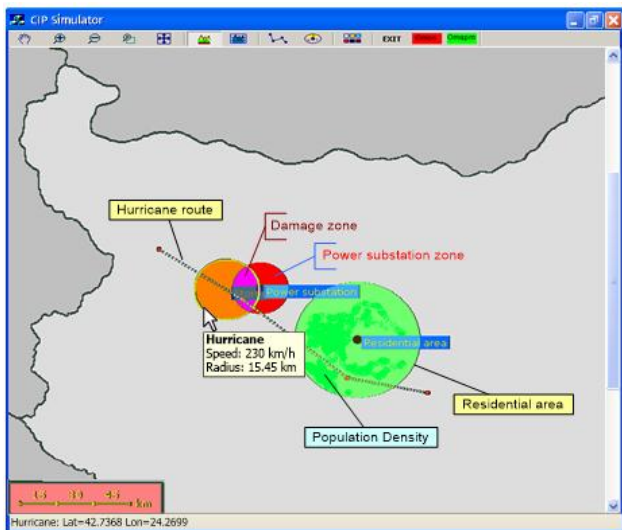 CIP Simulator
EXIT
Hurricane route
Damage zone
Power substation zone
Power substation
Hurricane
Speed: 230 km/h
Radius: 15.45 km
Residential area
Residential area
Population Density
km
Hurricane: Lat=42.7368 Lon=24.2699